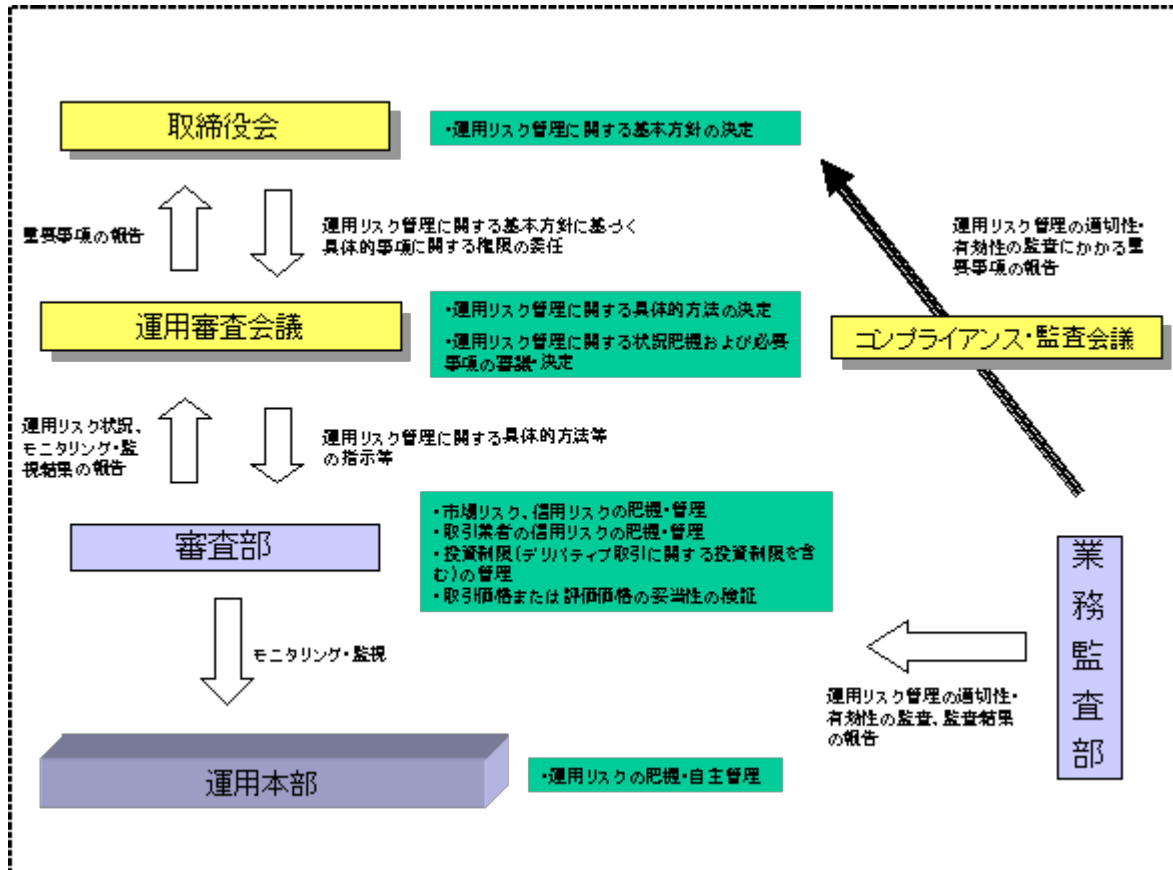 取締役会
・運用リスク管理に関する基本方針の決定
重要事項の報告
運用リスク管理に関する基本方針に基づく
具体的事項に関する権限の委任
運用リスク管理の適切性・
有効性の監査にかかる重
要事項の報告
運用審査会議
・運用リスク管理に関する具体的方法の決定
・運用リスク管理に関する状況把握および必要
事項の審議・決定
コンプライアンス・監査会議
運用リスク状況、
モニタリング・監
視結果の報告
運用リスク管理に関する具体的方法等
の指示等
審査部
・市場リスク、信用リスクの把握・管理
・取引業者の信用リスクの把握・管理
・投資制限(デリバティブ取引に関する投資制限を含
む)の管理
・取引価格または評価価格の妥当性の検証
業務監査部
モニタリング・監視
運用リスク管理の適切性・
有効性の監査、監査結果
の報告
運用本部
・運用リスクの把握・自主管理